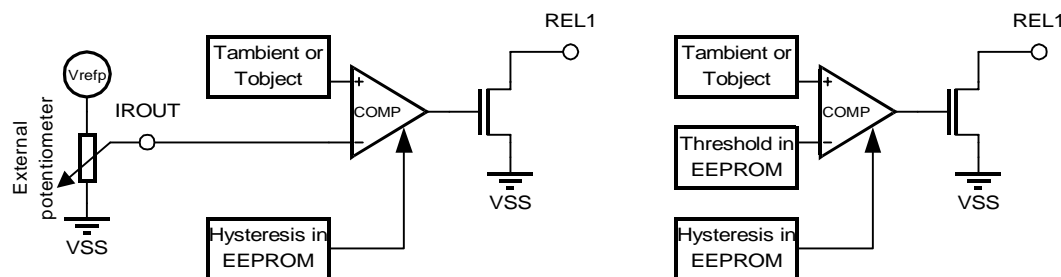 REL1
Tambient or
Tobject
Vrefp
IROUT
+
COMP
−
External
potentiometer
VSS
VSS
Hysteresis in
EEPROM
REL1
Tambient or
Tobject
+
COMP
−
Threshold in
EEPROM
VSS
Hysteresis in
EEPROM